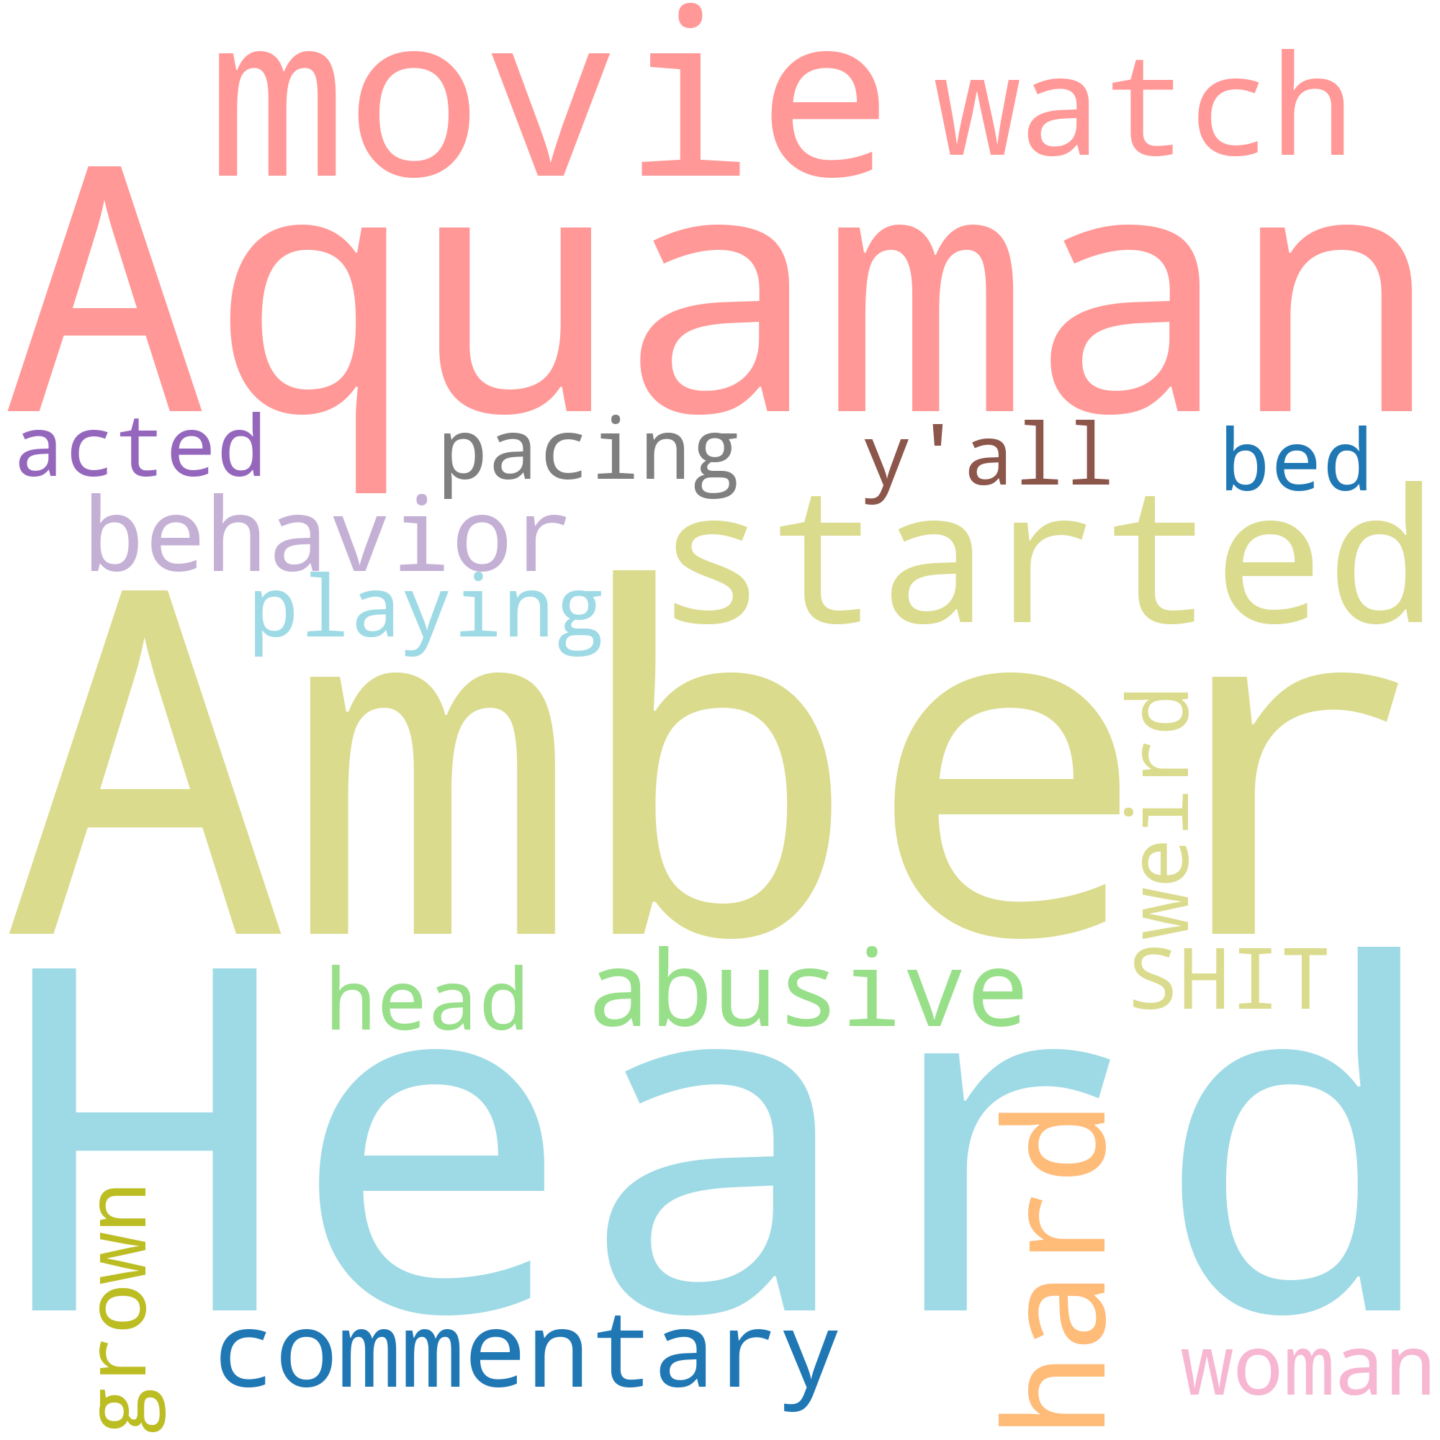 movie watch
Aquaman
acted pacing y'all bed
behavior started
playing
Amber
weird
head abusive SHIT
Heard
hard
grown
commentary woman